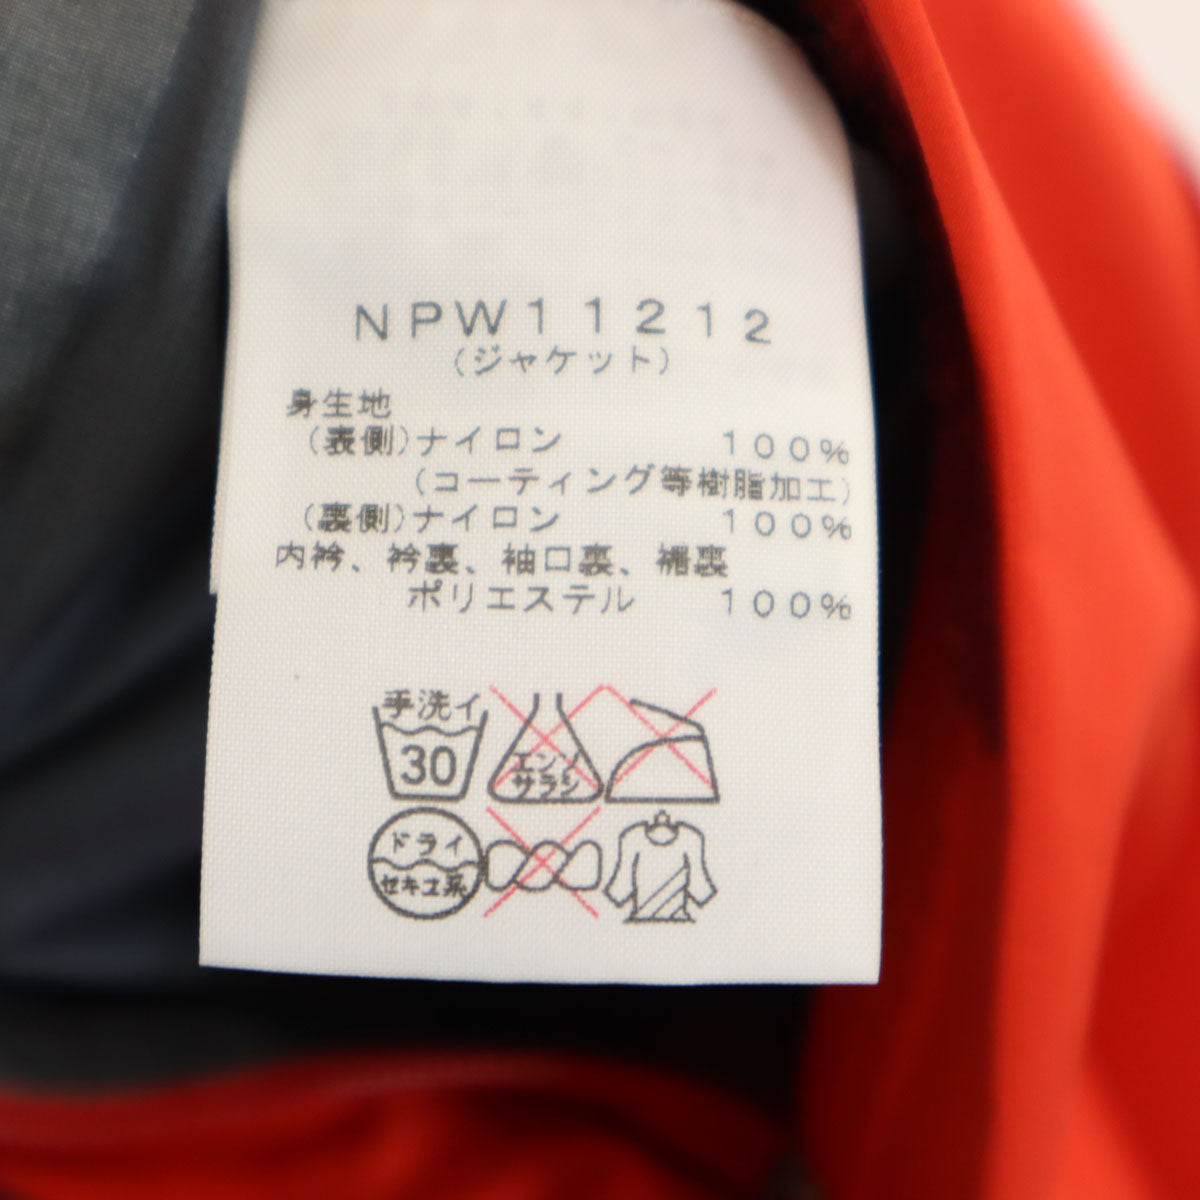 NPW11212
(ジャケット)
身生地
(表側)ナイロン 100%
(コーティング等樹脂加工)
(裏側)ナイロン 100%
内衿、衿裏、袖口裏、裾裏
ポリエステル 100%
手洗イ
30
エンソ
サラシ
ドライ
セキユ系